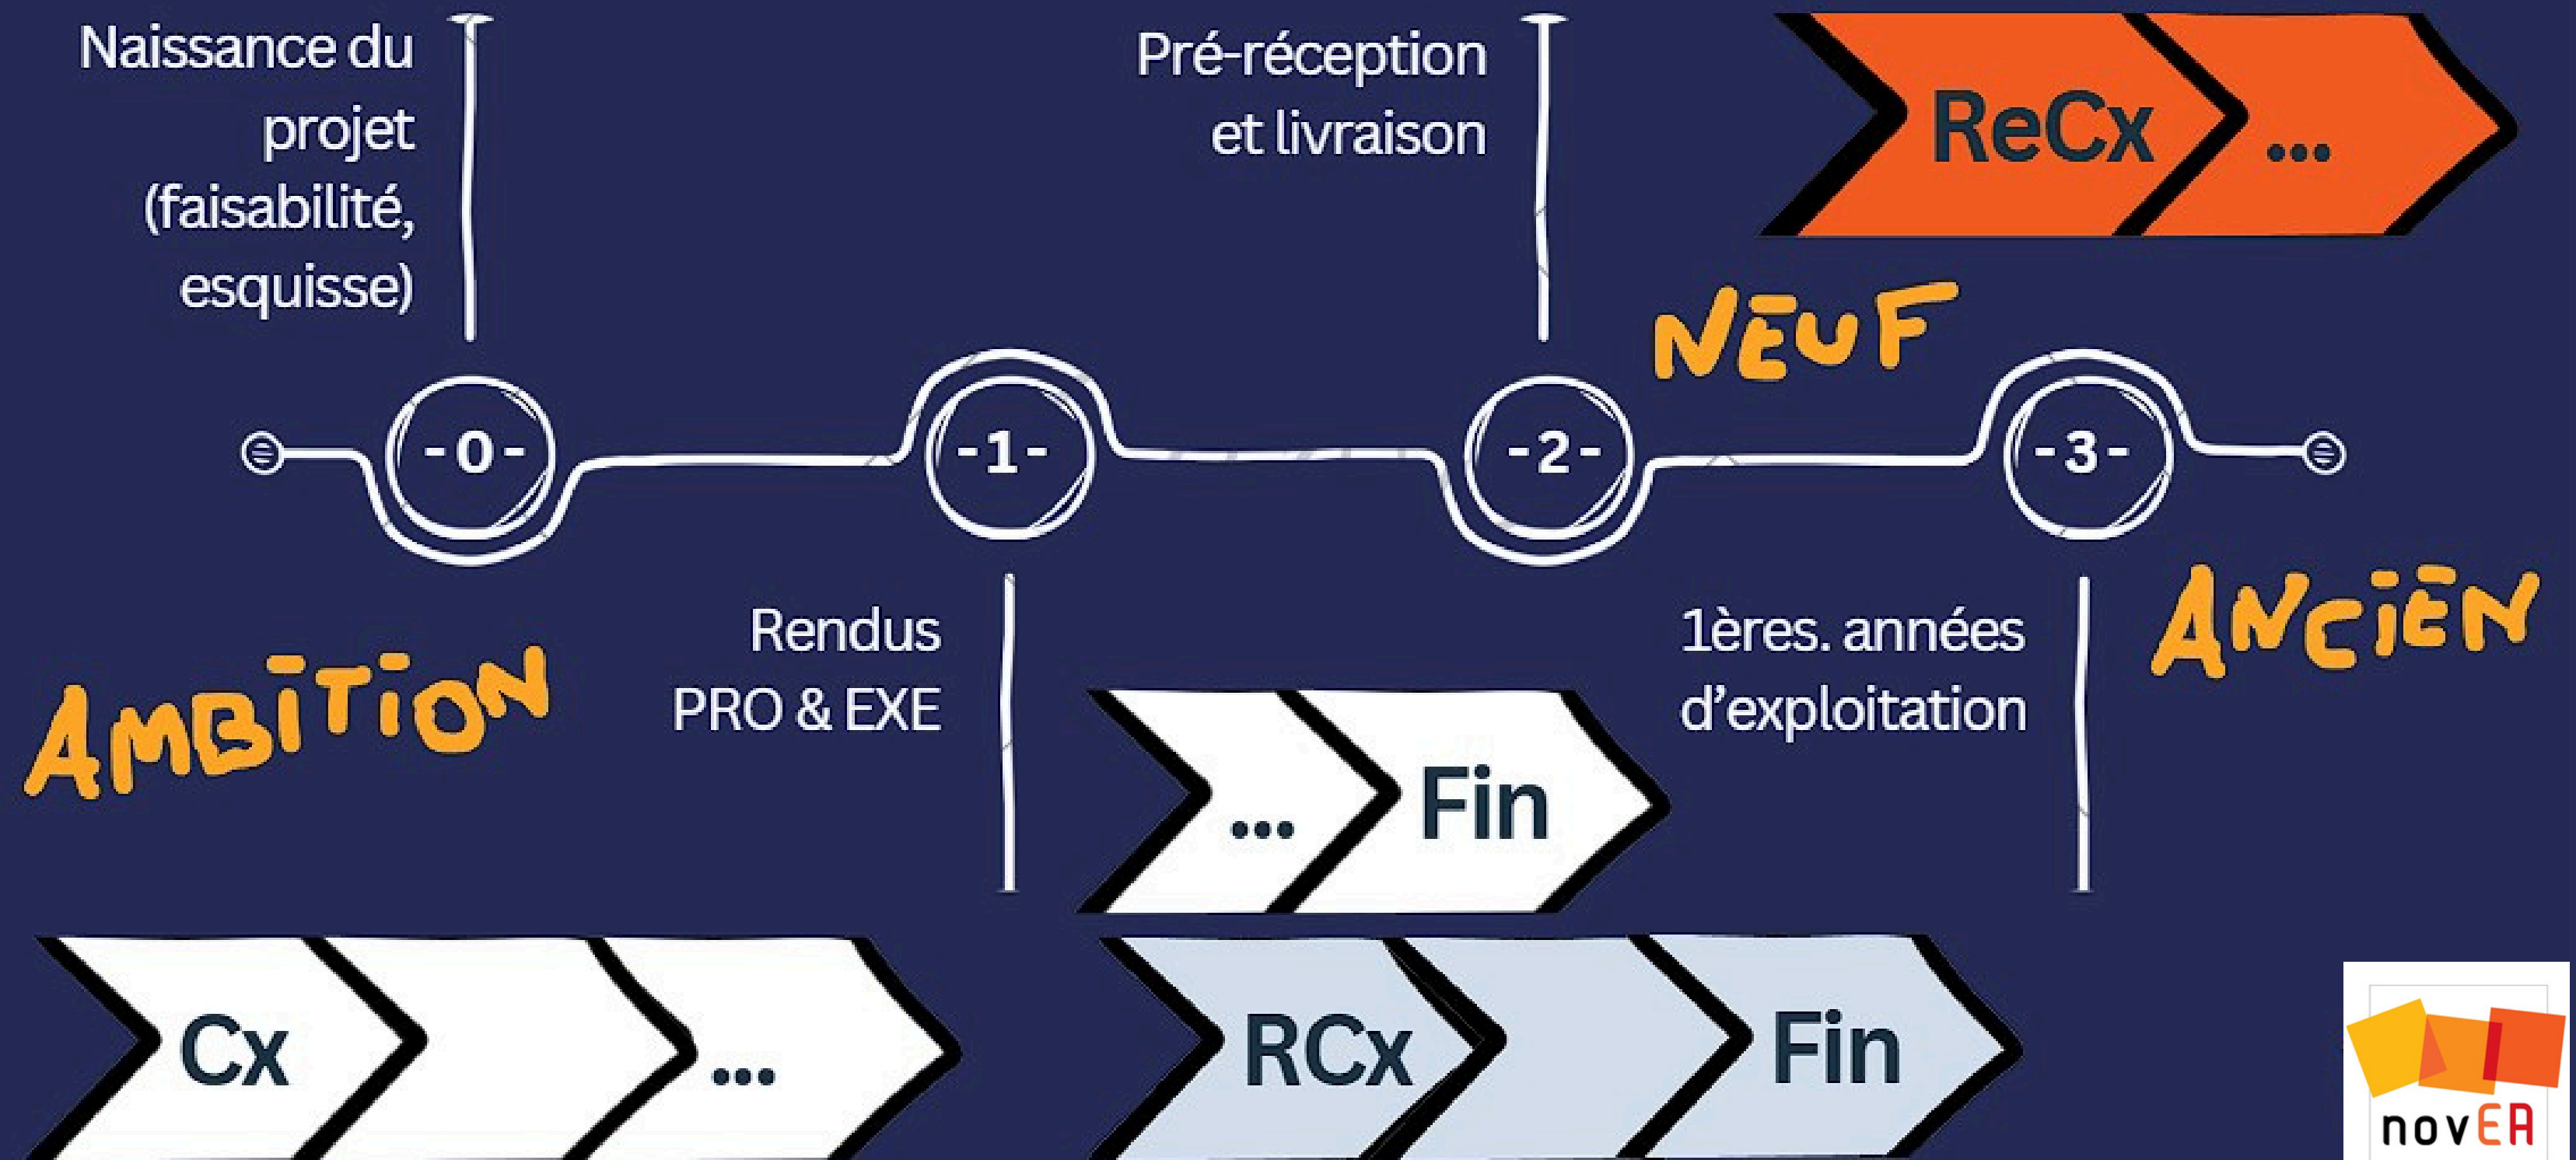 Naissance du
projet
(faisabilité,
esquisse)
Pré-réception
et livraison
ReCx
...
NEUF
-0-
-1-
-2-
-3-
AMBITION
Rendus
PRO & EXE
1ères. années
d'exploitation
ANCIEN
...
Fin
Cx
...
RCx
Fin
novEA